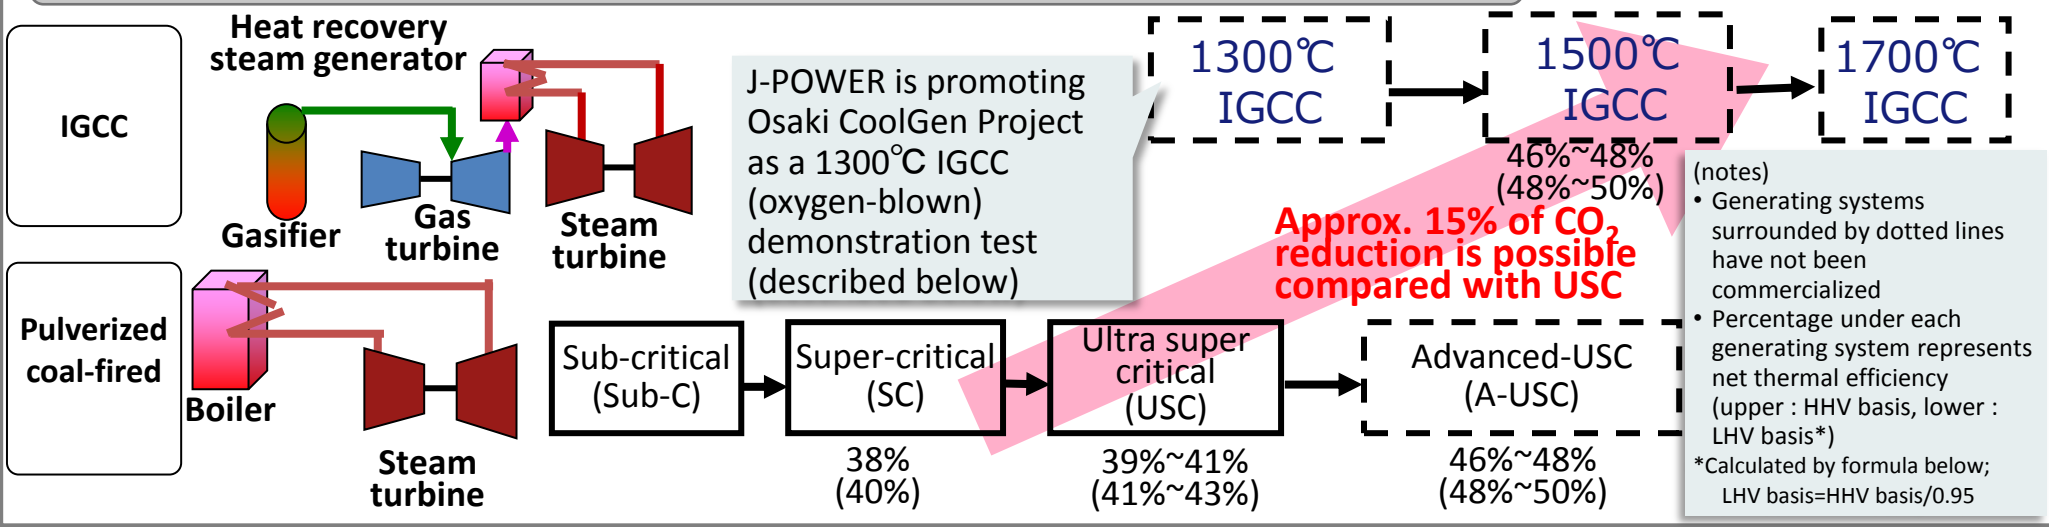 IGCC
Heat recovery
steam generator
Gasifier
Gas
turbine
Steam
turbine
J-POWER is promoting
Osaki CoolGen Project
as a 1300℃ IGCC
(oxygen-blown)
demonstration test
(described below)
1300℃
IGCC
1500℃
IGCC
46%~48%
(48%~50%)
1700℃
IGCC
Approx. 15% of CO2
reduction is possible
compared with USC
Pulverized
coal-fired
Boiler
Steam
turbine
Sub-critical
(Sub-C)
Super-critical
(SC)
38%
(40%)
Ultra super
critical
(USC)
39%~41%
(41%~43%)
Advanced-USC
(A-USC)
46%~48%
(48%~50%)
(notes)
• Generating systems
surrounded by dotted lines
have not been
commercialized
• Percentage under each
generating system represents
net thermal efficiency
(upper : HHV basis, lower :
LHV basis*)
*Calculated by formula below;
LHV basis=HHV basis/0.95